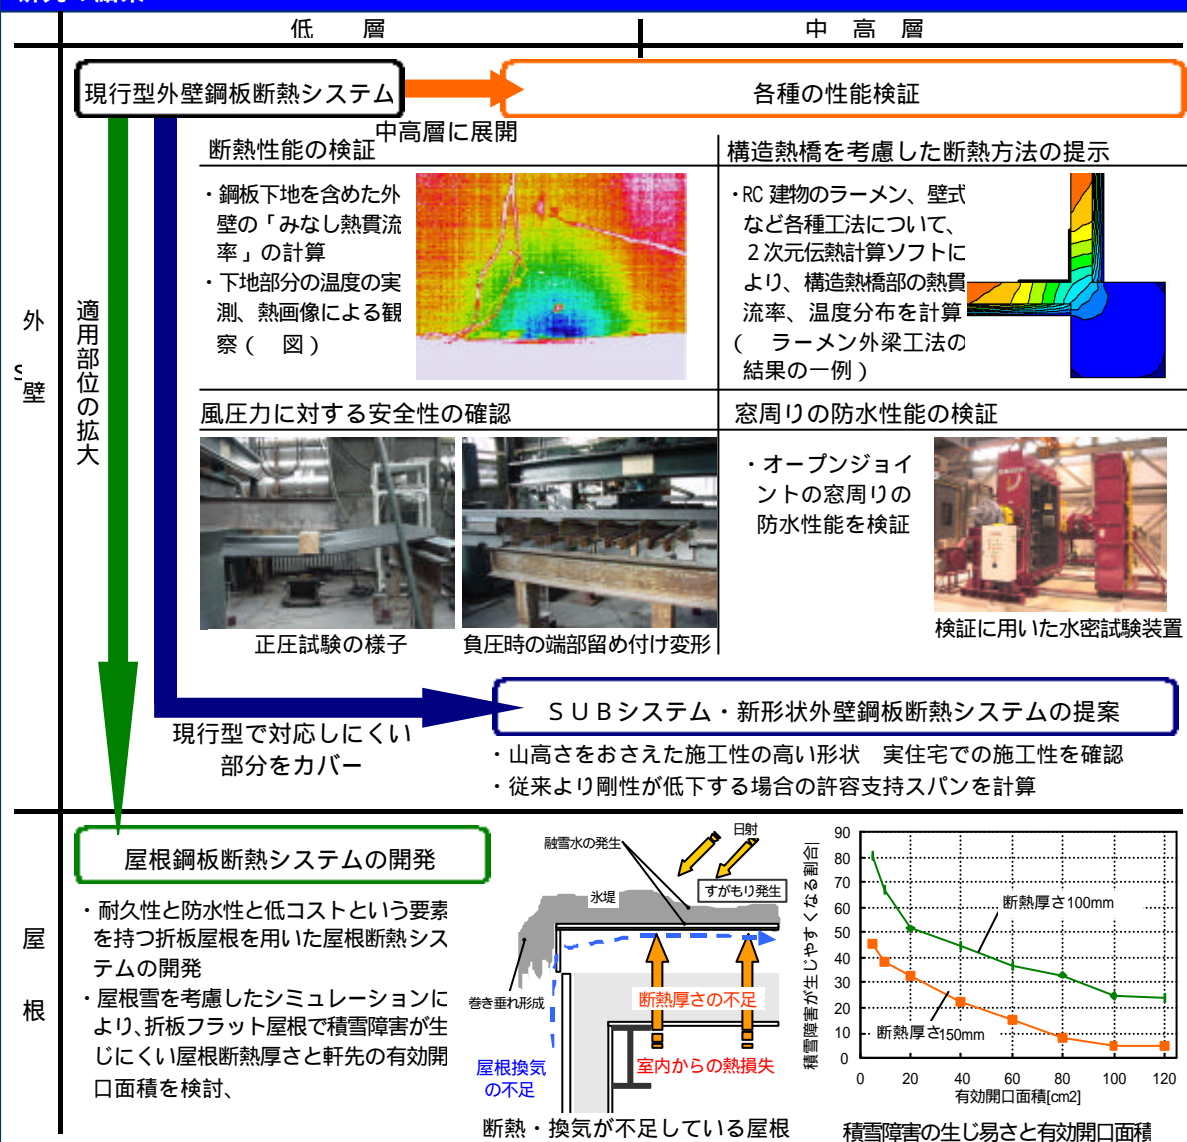 低　層
中　高　層
現行型外壁鋼板断熱システム
各種の性能検証
中高層に展開
断熱性能の検証
・鋼板下地を含めた外
壁の「みなし熱貫流
率」の計算
・下地部分の温度の実
測、熱画像による観
察（　図）
構造熱橋を考慮した断熱方法の提示
・RC 建物のラーメン、壁式
など各種工法について、
2 次元伝熱計算ソフトに
より、構造熱橋部の熱貫
流率、温度分布を計算
（　ラーメン外梁工法の
結果の一例）
外
壁
適用部位の拡大
風圧力に対する安全性の確認
正圧試験の様子
負圧時の端部留め付け変形
窓周りの防水性能の検証
・オープンジョイ
ントの窓周りの
防水性能を検証
検証に用いた水密試験装置
ＳＵＢシステム・新形状外壁鋼板断熱システムの提案
現行型で対応しにくい
部分をカバー
・山高さをおさえた施工性の高い形状　実住宅での施工性を確認
・従来より剛性が低下する場合の許容支持スパンを計算
屋
根
屋根鋼板断熱システムの開発
・耐久性と防水性と低コストという要素
を持つ折板屋根を用いた屋根断熱シス
テムの開発
・屋根雪を考慮したシミュレーションに
より、折板フラット屋根で積雪障害が生
じにくい屋根断熱厚さと軒先の有効開
口面積を検討、
融雪水の発生
日射
すがもり発生
氷堤
巻き垂れ形成
断熱厚さの不足
屋根換気
の不足
室内からの熱損失
断熱・換気が不足している屋根
積雪障害が生じやすくなる割合
90
80
70
60
50
40
30
20
10
0
断熱厚さ100mm
断熱厚さ150mm
0 20 40 60 80 100 120
有効開口面積[cm2]
積雪障害の生じ易さと有効開口面積